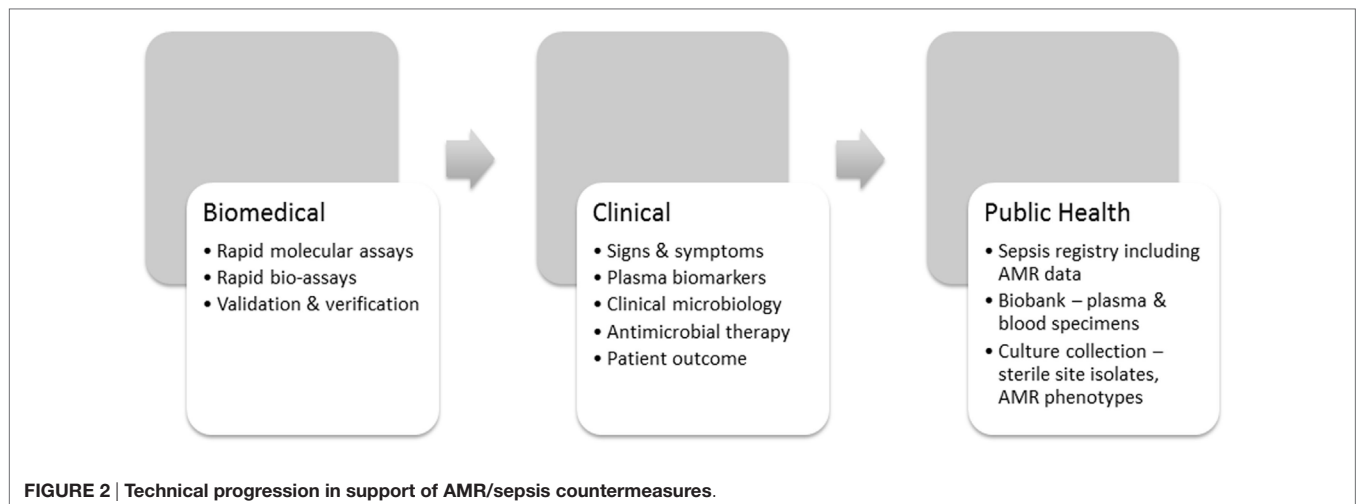 Biomedical
• Rapid molecular assays
• Rapid bio-assays
• Validation & verification
Clinical
• Signs & symptoms
• Plasma biomarkers
• Clinical microbiology
• Antimicrobial therapy
• Patient outcome
Public Health
• Sepsis registry including
AMR data
• Biobank – plasma &
blood specimens
• Culture collection –
sterile site isolates,
AMR phenotypes
FIGURE 2 | Technical progression in support of AMR/sepsis countermeasures.